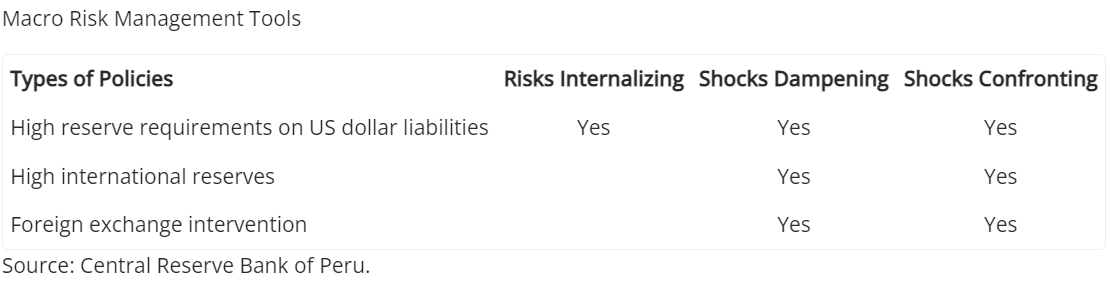 Macro Risk Management Tools
Types of Policies Risks Internalizing Shocks Dampening Shocks Confronting
High reserve requirements on US dollar liabilities Yes Yes Yes
High international reserves Yes Yes
Foreign exchange intervention Yes Yes
Source: Central Reserve Bank of Peru.